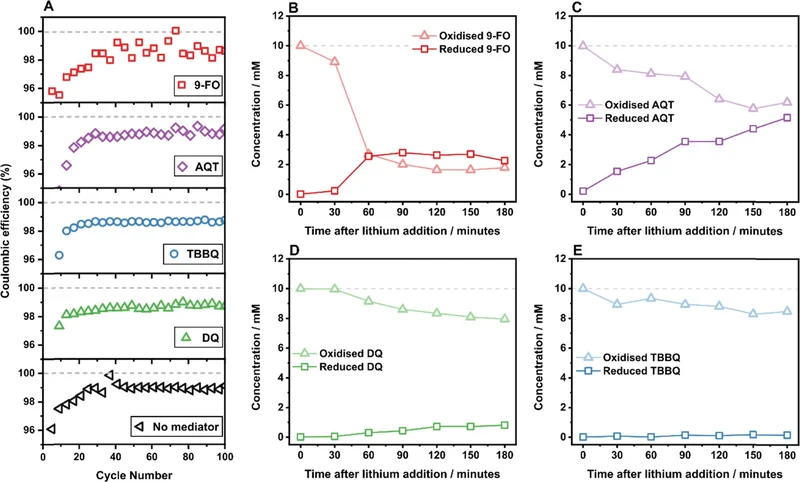 A
Coulombic efficiency (%)
100
98
96
9-FO
100
98
96
AQT
100
98
96
TBBQ
100
98
96
DQ
100
98
96
No mediator
0 20 40 60 80 100
Cycle Number
B
Concentration / mM
12
10
8
6
4
2
0
Oxidised 9-FO
Reduced 9-FO
0 30 60 90 120 150 180
Time after lithium addition / minutes
C
Concentration / mM
12
10
8
6
4
2
0
Oxidised AQT
Reduced AQT
0 30 60 90 120 150 180
Time after lithium addition / minutes
D
Concentration / mM
12
10
8
6
4
2
0
Oxidised DQ
Reduced DQ
0 30 60 90 120 150 180
Time after lithium addition / minutes
E
Concentration / mM
12
10
8
6
4
2
0
Oxidised TBBQ
Reduced TBBQ
0 30 60 90 120 150 180
Time after lithium addition / minutes